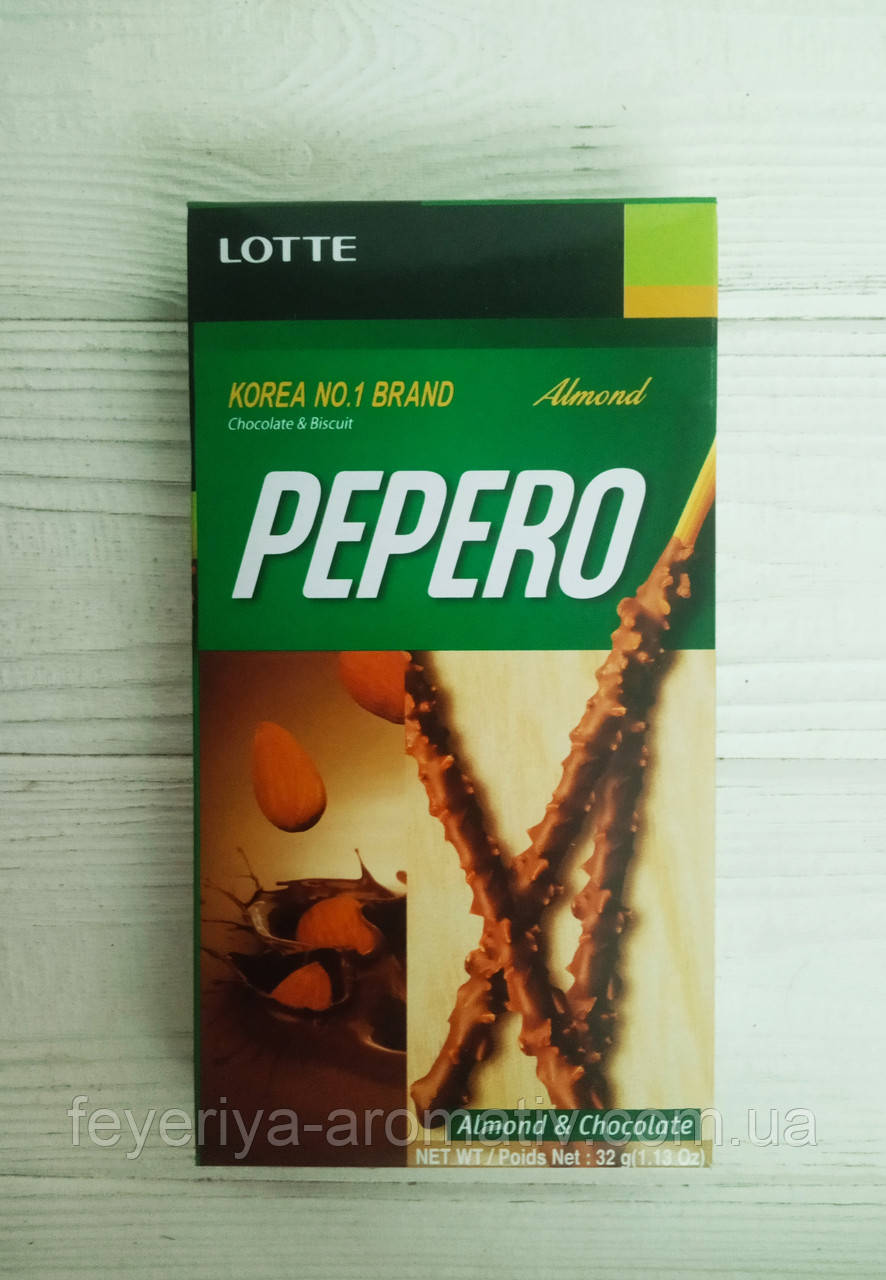 LOTTE
KOREA NO.1 BRAND
Almond
Chocolate & Biscuit
PEPERO
Almond & Chocolate
feyeriya-aromativ.com.ua
NET WT / Poids Net : 32 g(1.13 Oz)